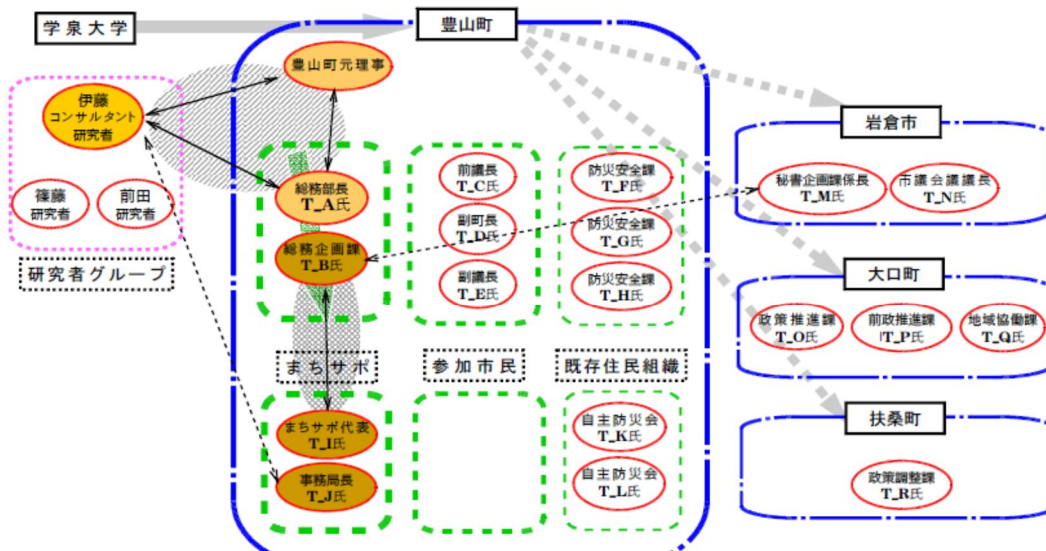 学泉大学
豊山町
豊山町元理事
伊藤
コンサルタント
研究者
篠藤
研究者
前田
研究者
研究者グループ
総務部長
T_A氏
総務企画課
T_B氏
前議長
T_C氏
副町長
T_D氏
副議長
T_E氏
防災安全課
T_F氏
防災安全課
T_G氏
防災安全課
T_H氏
まちサポ
参加市民
既存住民組織
まちサポ代表
T_I氏
事務局長
T_J氏
自主防災会
T_K氏
自主防災会
T_L氏
岩倉市
秘書企画課係長
T_M氏
市議会議議長
T_N氏
大口町
政策推進課
T_O氏
前政推進課
T_P氏
地域協働課
T_Q氏
扶桑町
政策調整課
T_R氏